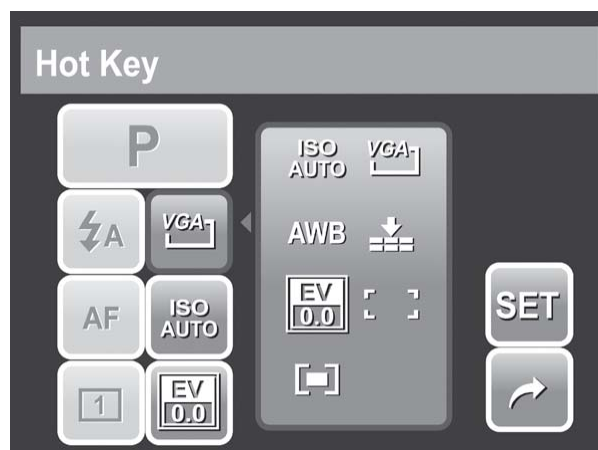 Hot Key
P
A VGA
AF ISO AUTO
1 EV 0.0
ISO AUTO VGA
AWB
EV 0.0
SET